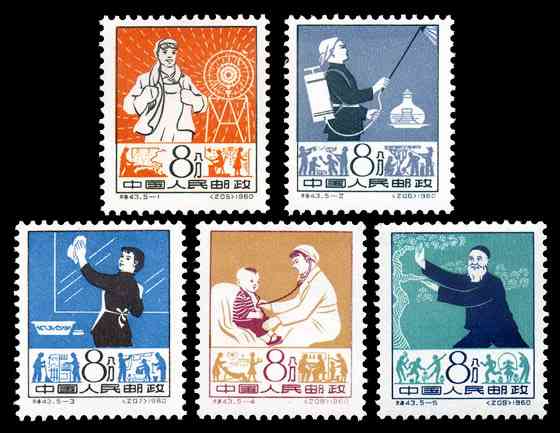 8分
中国人民邮政
特43.5-1 (205)1960
8分
中国人民邮政
特43.5-2 (206)1960
8分
中国人民邮政
特43.5-3 (207)1960
8分
中国人民邮政
特43.5-4 (208)1960
8分
中国人民邮政
特43.5-5 (209)1960